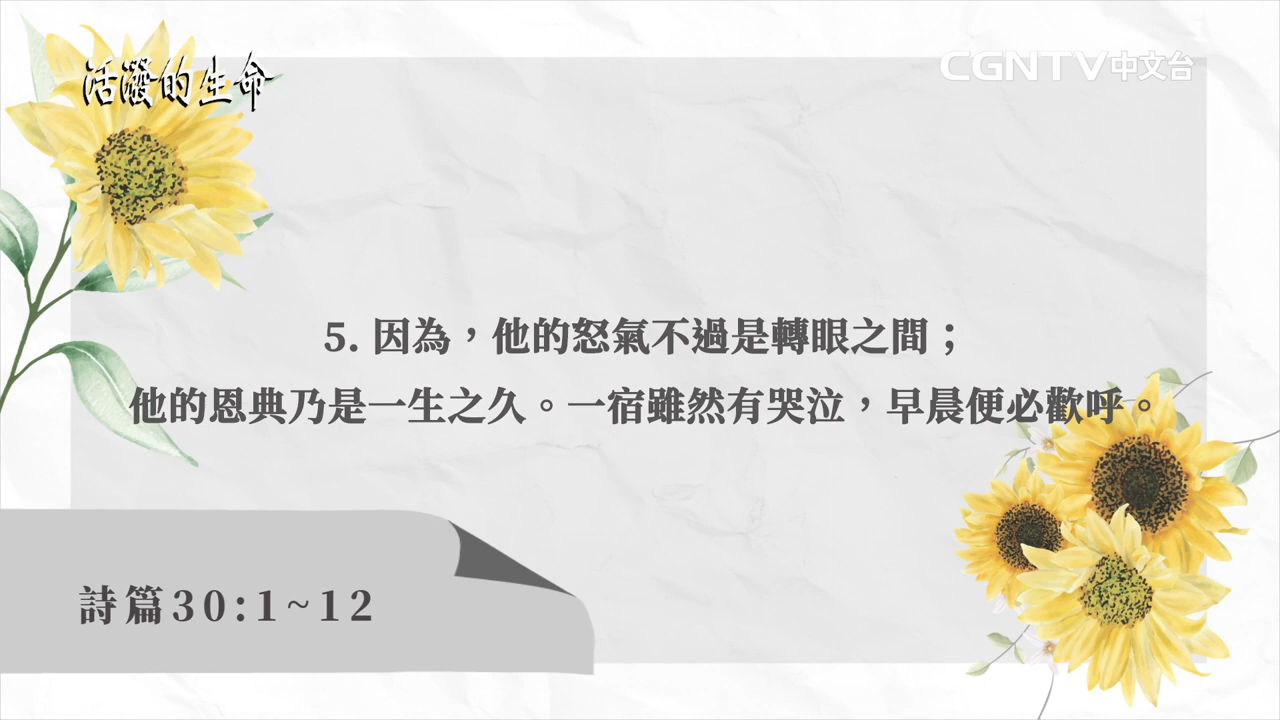 活潑的生命
CGNTV中文台
5. 因為，他的怒氣不過是轉眼之間；
他的恩典乃是一生之久。一宿雖然有哭泣，早晨便必歡呼。
詩篇30:1~12